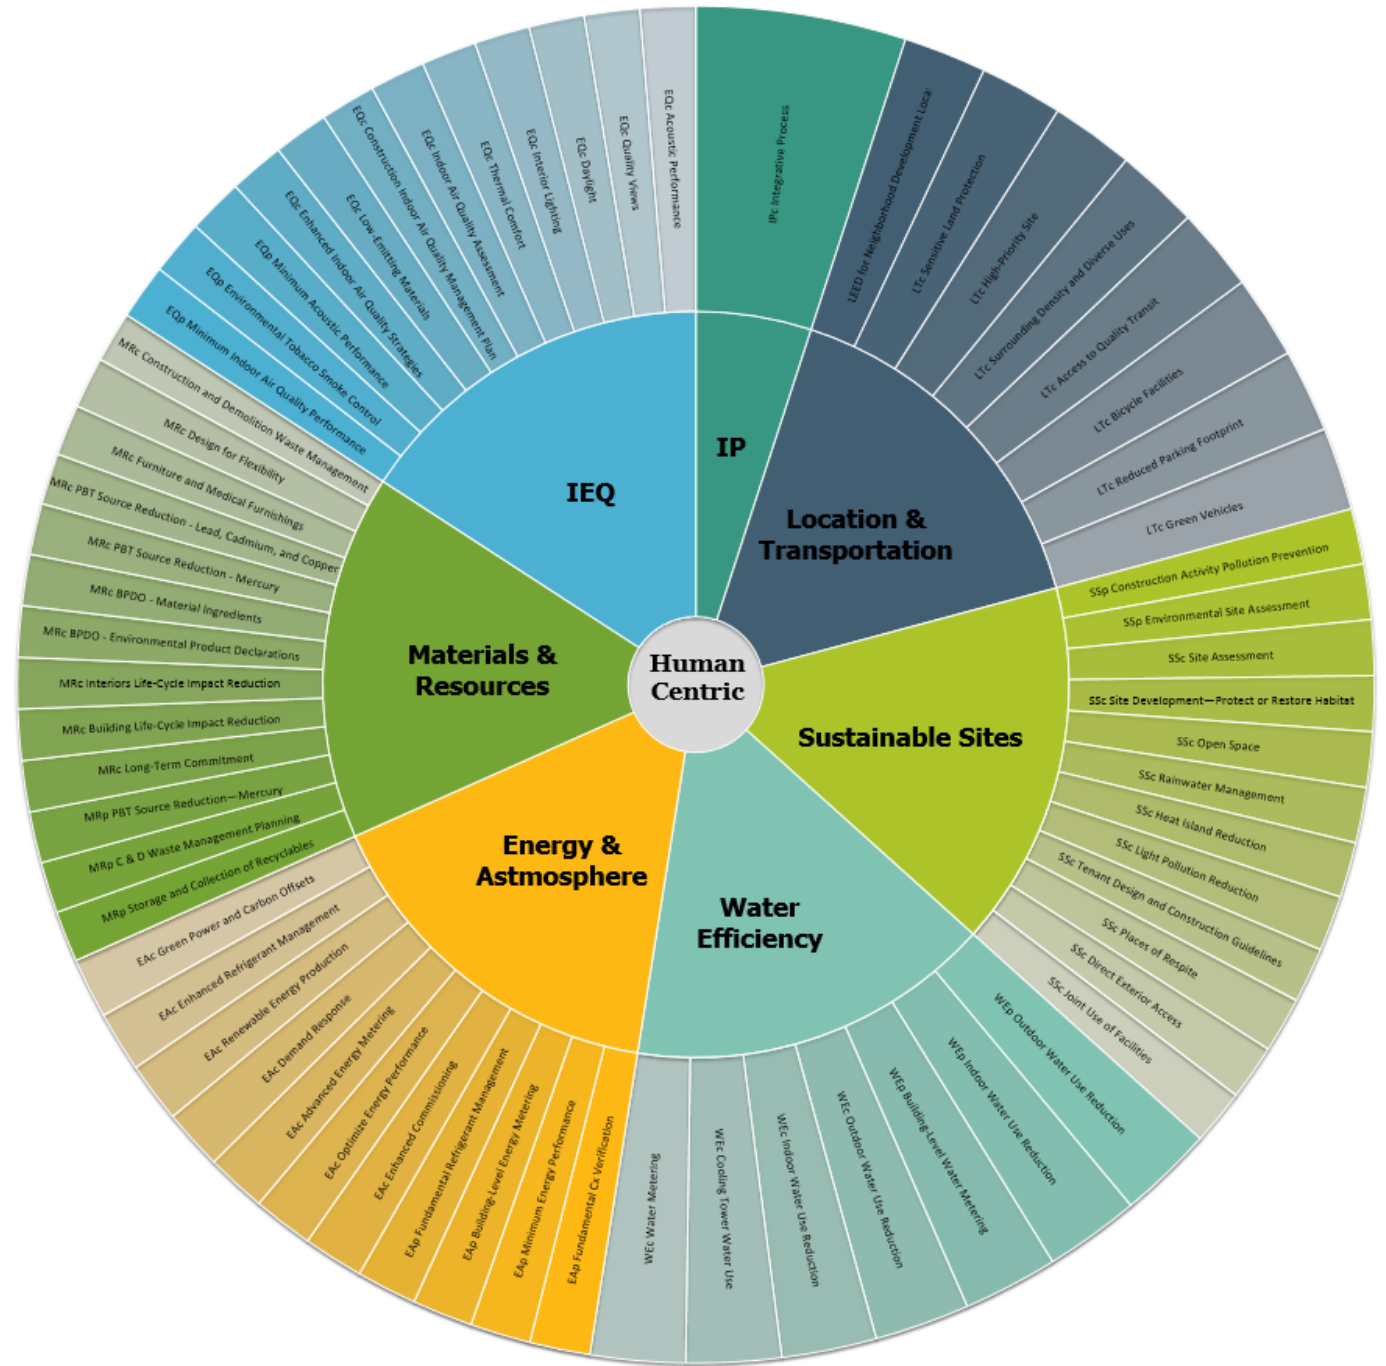 Human
Centric
IP
IPc Integrative Process
Location &
Transportation
LEED for Neighborhood Development Loca
LTc Sensitive Land Protection
LTc High-Priority Site
LTc Surrounding Density and Diverse Uses
LTc Access to Quality Transit
LTc Bicycle Facilities
LTc Reduced Parking Footprint
LTc Green Vehicles
Sustainable Sites
SSp Construction Activity Pollution Prevention
SSp Environmental Site Assessment
SSc Site Assessment
SSc Site Development—Protect or Restore Habitat
SSc Open Space
SSc Rainwater Management
SSc Heat Island Reduction
SSc Light Pollution Reduction
SSc Tenant Design and Construction Guidelines
SSc Places of Respite
SSc Direct Exterior Access
SSc Joint Use of Facilities
Water
Efficiency
WEp Outdoor Water Use Reduction
WEp Indoor Water Use Reduction
WEp Building-Level Water Metering
WEc Outdoor Water Use Reduction
WEc Indoor Water Use Reduction
WEc Cooling Tower Water Use
WEc Water Metering
Energy &
Astmosphere
EAp Fundamental Cx Verification
EAp Minimum Energy Performance
EAp Building-Level Energy Metering
EAp Fundamental Refrigerant Management
EAc Enhanced Commissioning
EAc Optimize Energy Performance
EAc Advanced Energy Metering
EAc Demand Response
EAc Renewable Energy Production
EAc Enhanced Refrigerant Management
EAc Green Power and Carbon Offsets
Materials &
Resources
MRp Storage and Collection of Recyclables
MRp C & D Waste Management Planning
MRp PBT Source Reduction—Mercury
MRc Long-Term Commitment
MRc Building Life-Cycle Impact Reduction
MRc Interiors Life-Cycle Impact Reduction
MRc BPDO - Environmental Product Declarations
MRc BPDO - Material Ingredients
MRc PBT Source Reduction - Mercury
MRc PBT Source Reduction - Lead, Cadmium, and Copper
MRc Furniture and Medical Furnishings
MRc Design for Flexibility
MRc Construction and Demolition Waste Management
IEQ
EQp Minimum Indoor Air Quality Performance
EQp Environmental Tobacco Smoke Control
EQp Minimum Acoustic Performance
EQc Enhanced Indoor Air Quality Strategies
EQc Low-Emitting Materials
EQc Construction Indoor Air Quality Management Plan
EQc Indoor Air Quality Assessment
EQc Thermal Comfort
EQc Interior Lighting
EQc Daylight
EQc Quality Views
EQc Acoustic Performance